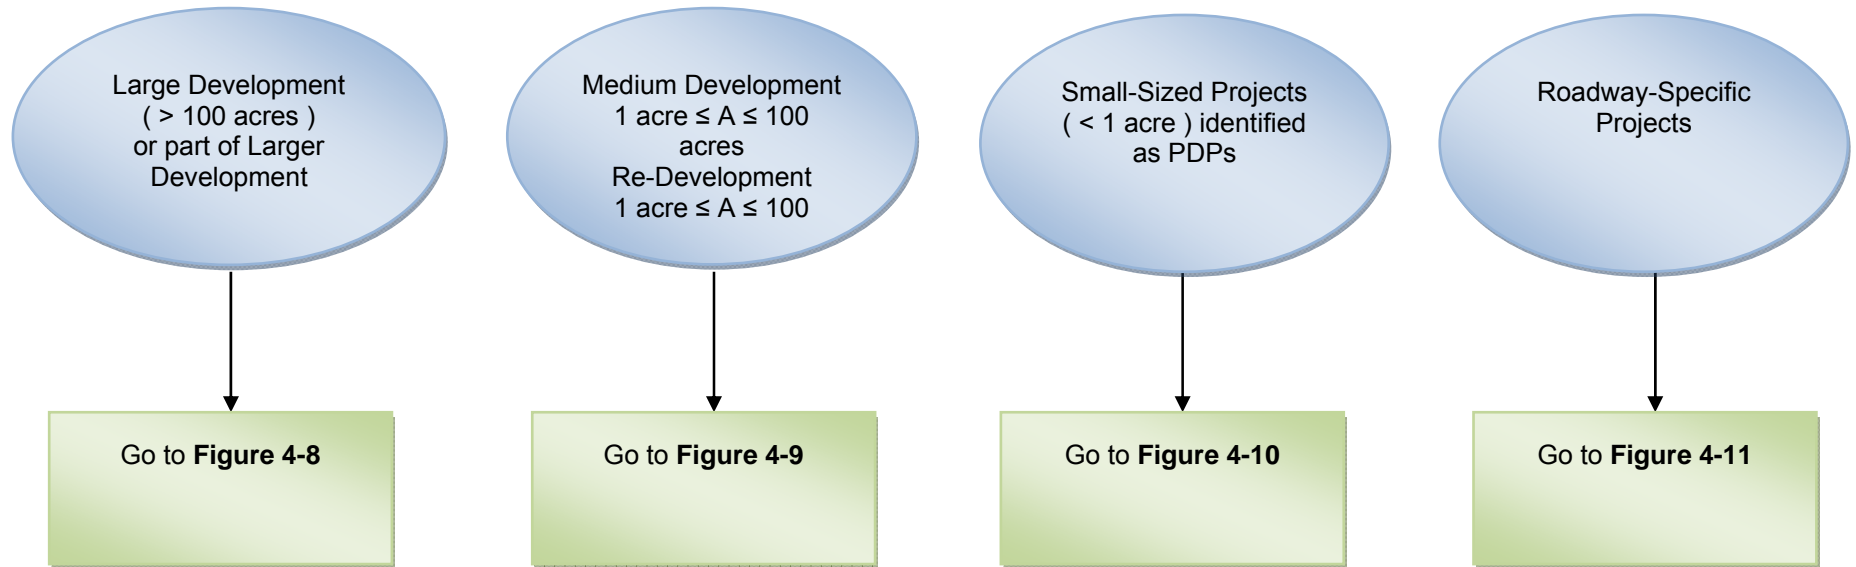 Large Development
( > 100 acres )
or part of Larger
Development
Medium Development
1 acre ≤ A ≤ 100
acres
Re-Development
1 acre ≤ A ≤ 100
Small-Sized Projects
( < 1 acre ) identified
as PDPs
Roadway-Specific
Projects
Go to Figure 4-8
Go to Figure 4-9
Go to Figure 4-10
Go to Figure 4-11